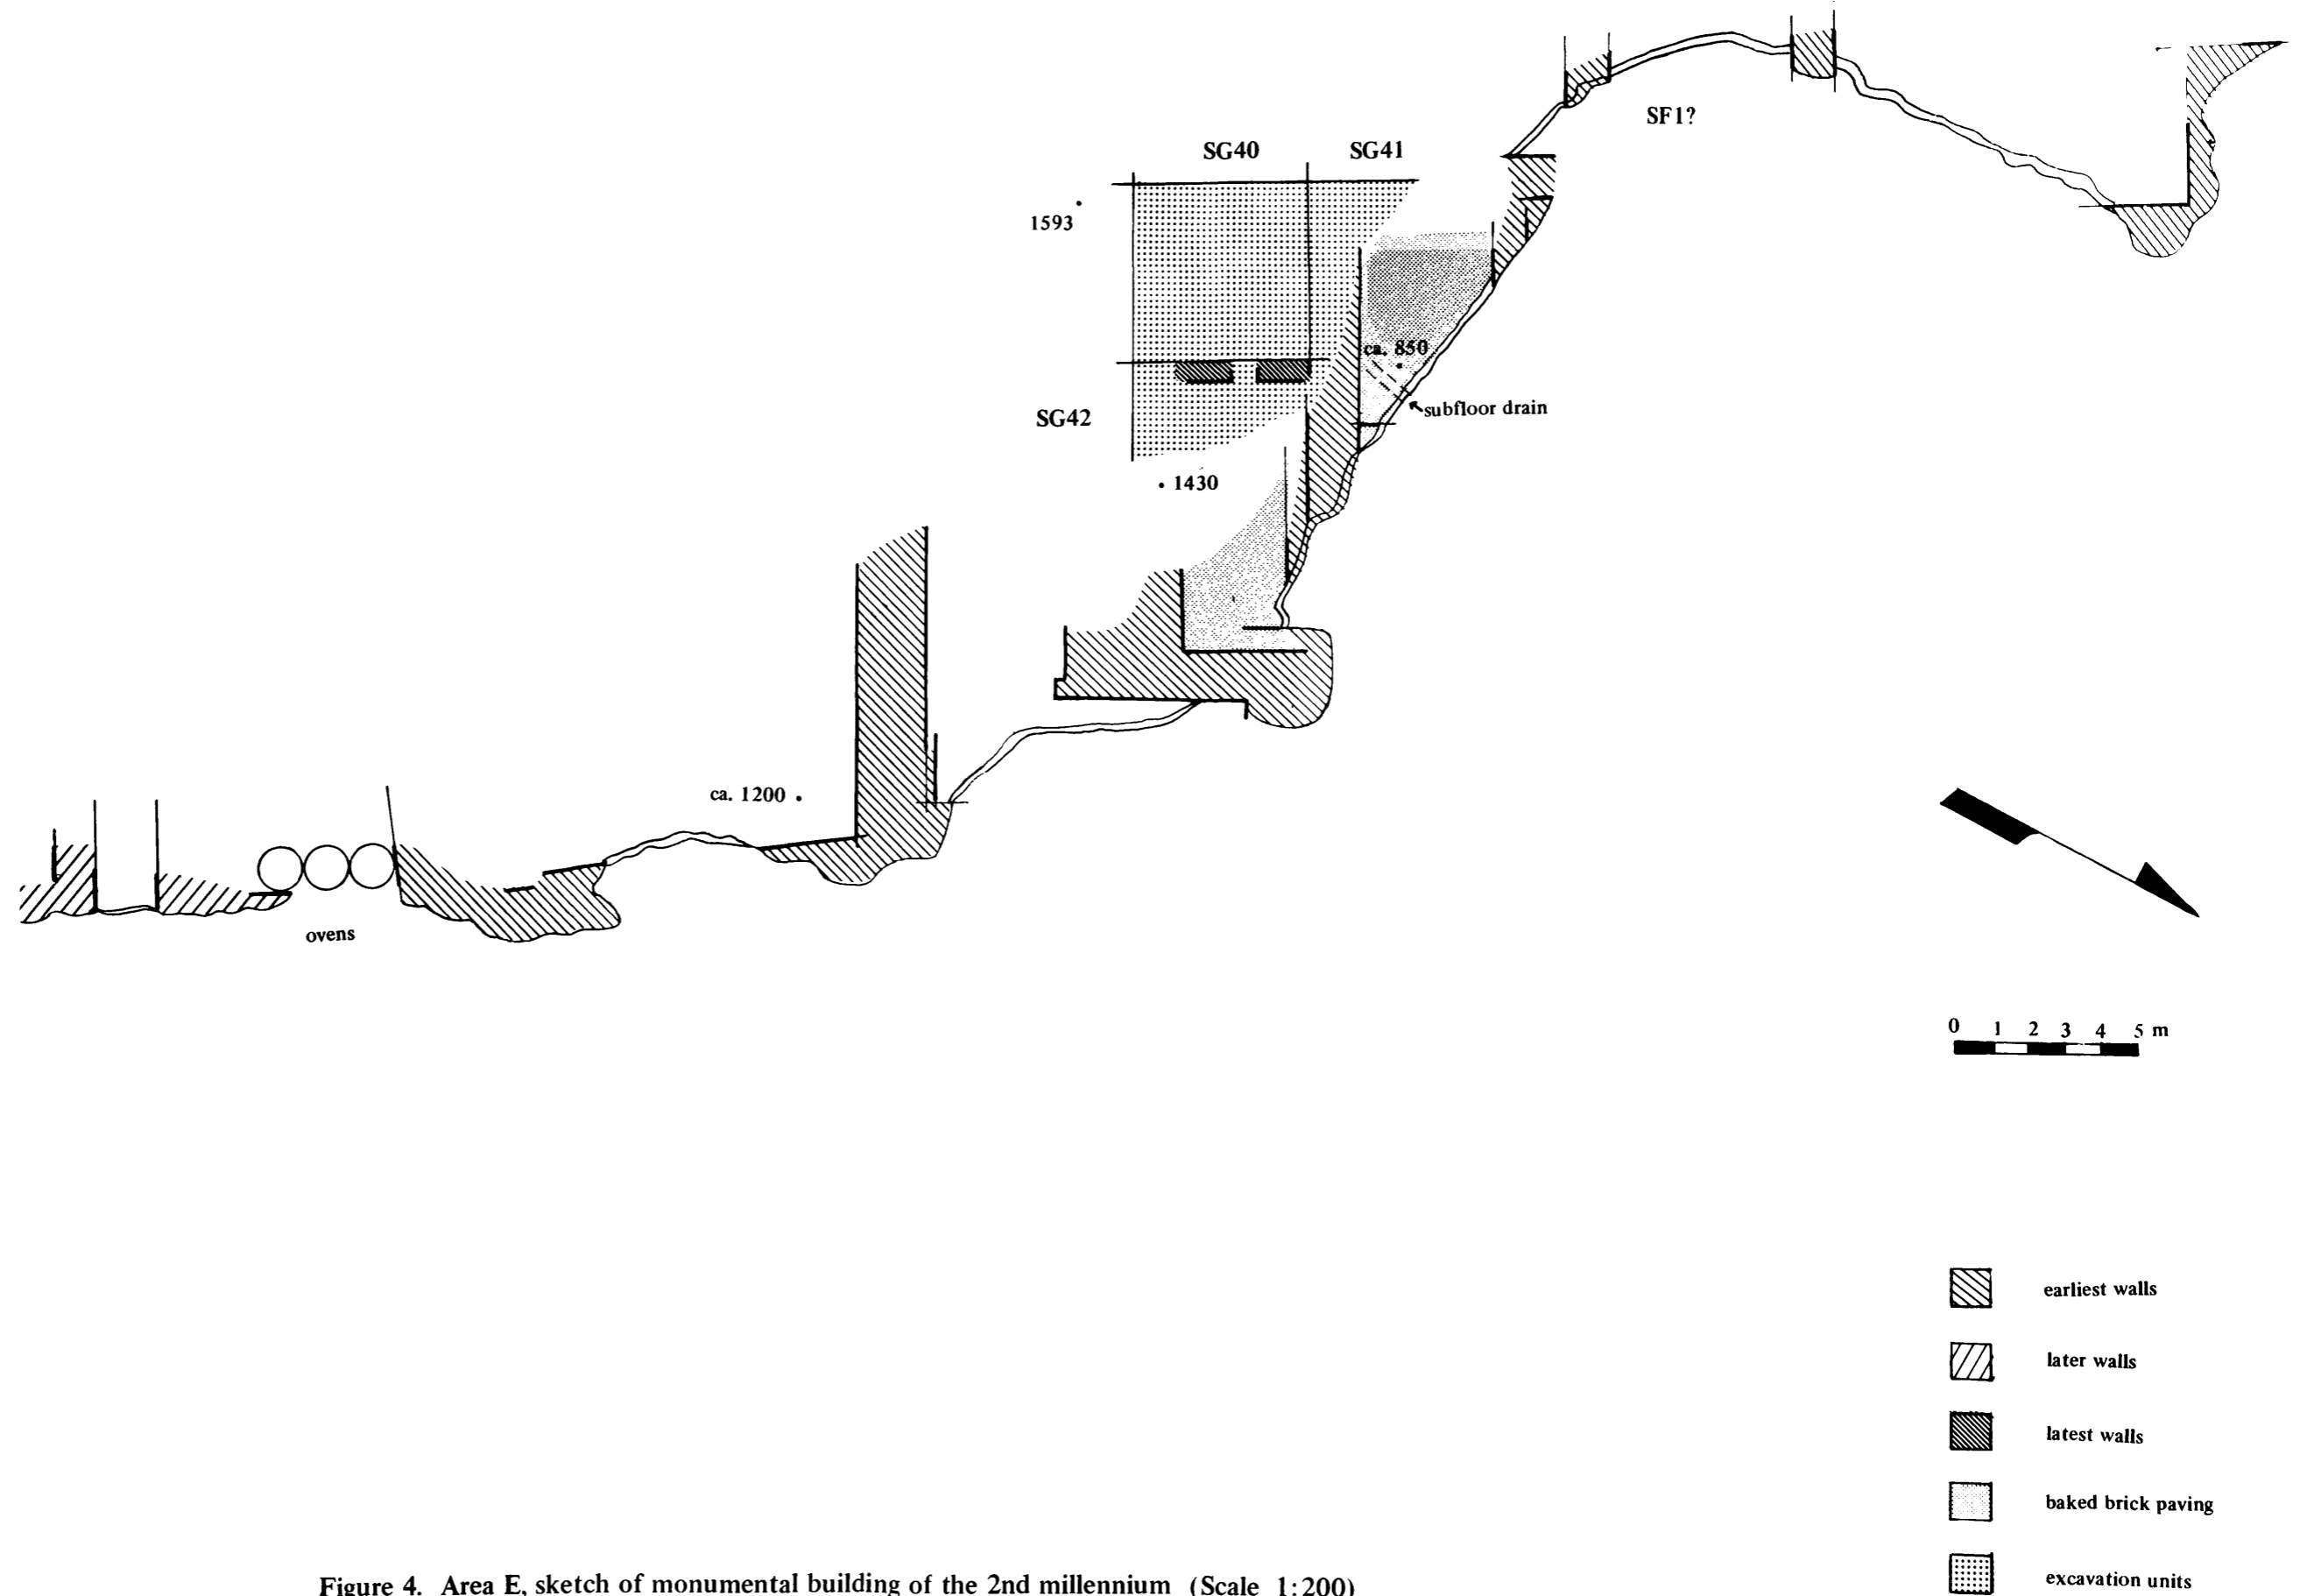 SF1?
SG40
SG41
1593
ca. 850
subfloor drain
SG42
1430
ca. 1200
ovens
0 1 2 3 4 5 m
earliest walls
later walls
latest walls
baked brick paving
excavation units
Figure 4. Area E, sketch of monumental building of the 2nd millennium (Scale 1:200)